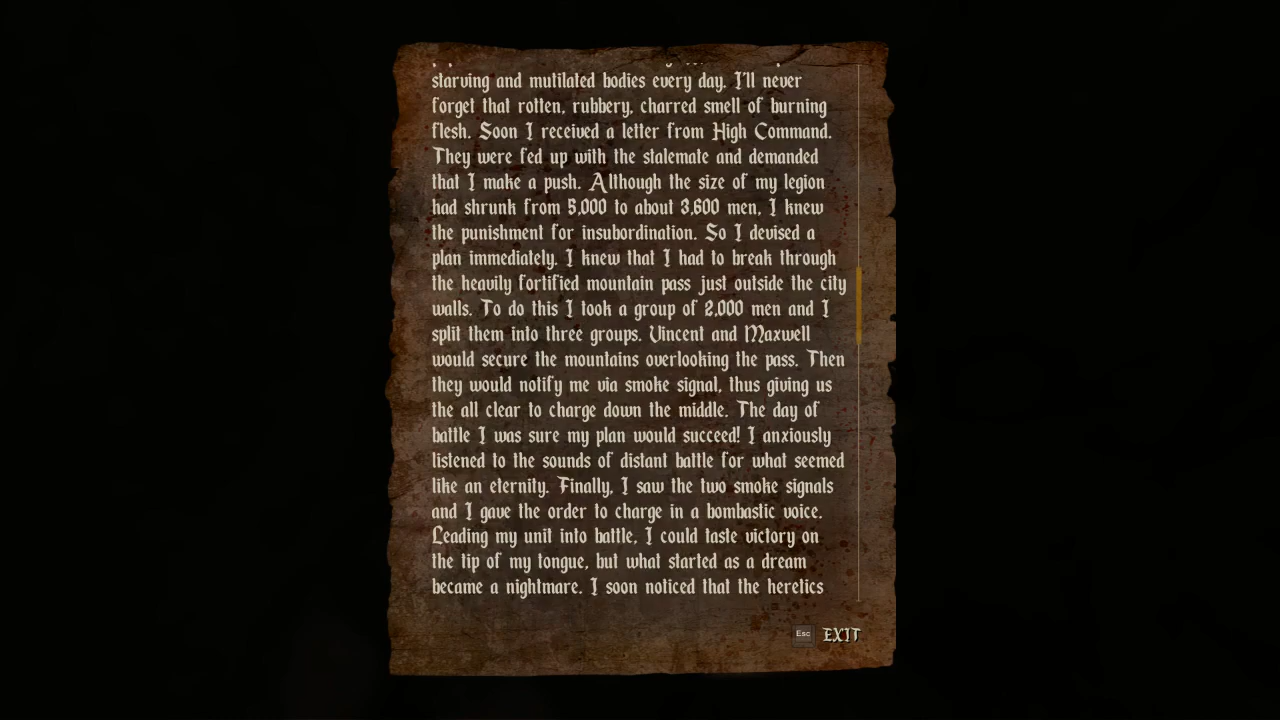 starving and mutilated bodies every day. I'll never
forget that rotten, rubbery, charred smell of burning
flesh. Soon I received a letter from High Command.
They were fed up with the stalemate and demanded
that I make a push. Although the size of my legion
had shrunk from 5,000 to about 3,600 men, I knew
the punishment for insubordination. So I devised a
plan immediately. I knew that I had to break through
the heavily fortified mountain pass just outside the city
walls. To do this I took a group of 2,000 men and I
split them into three groups. Vincent and Maxwell
would secure the mountains overlooking the pass. Then
they would notify me via smoke signal, thus giving us
the all clear to charge down the middle. The day of
battle I was sure my plan would succeed! I anxiously
listened to the sounds of distant battle for what seemed
like an eternity. Finally, I saw the two smoke signals
and I gave the order to charge in a bombastic voice.
Leading my unit into battle, I could taste victory on
the tip of my tongue, but what started as a dream
became a nightmare. I soon noticed that the heretics
Esc EXIT